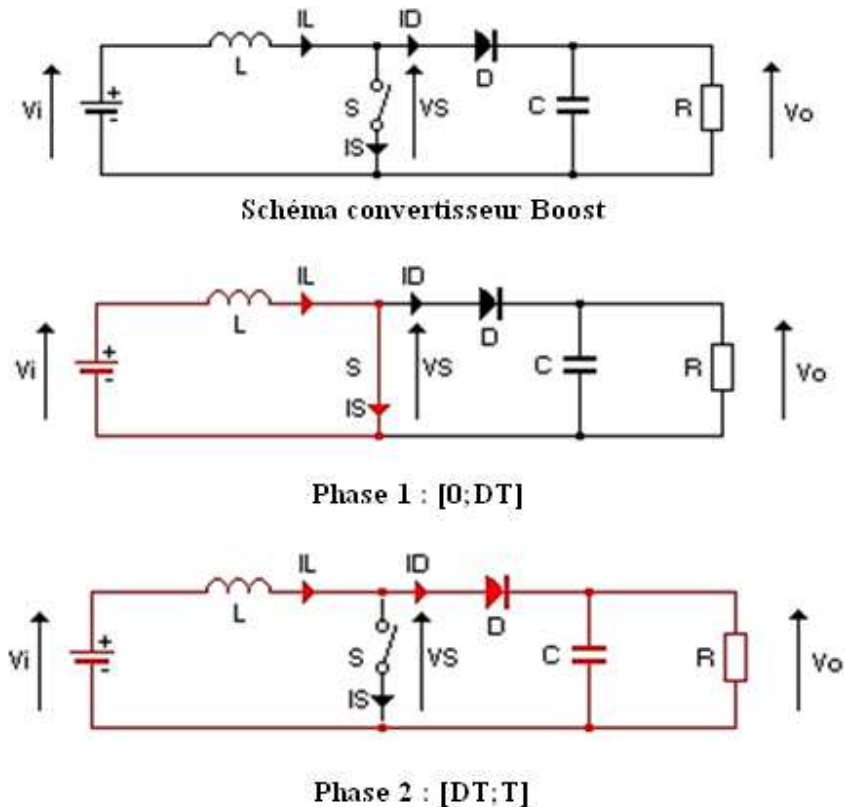 IL ID
Vi + - L S VS D C R Vo
IS
Schéma convertisseur Boost
IL ID
Vi + - L S VS D C R Vo
IS
Phase 1 : [0;DT]
IL ID
Vi + - L S VS D C R Vo
IS
Phase 2 : [DT;T]